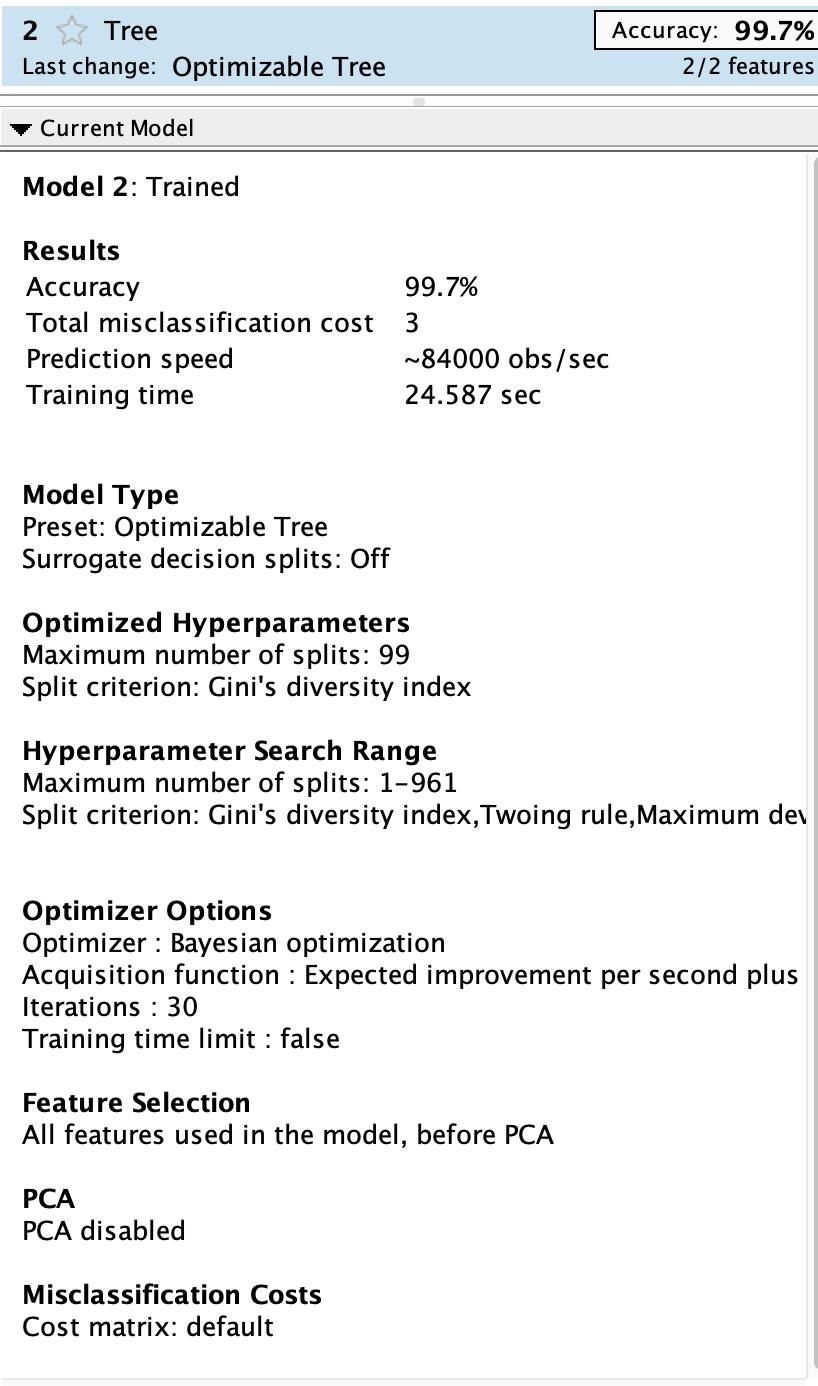 2 Tree Accuracy: 99.7%
Last change: Optimizable Tree 2/2 features
Current Model
Model 2: Trained
Results
Accuracy 99.7%
Total misclassification cost 3
Prediction speed ~84000 obs/sec
Training time 24.587 sec
Model Type
Preset: Optimizable Tree
Surrogate decision splits: Off
Optimized Hyperparameters
Maximum number of splits: 99
Split criterion: Gini's diversity index
Hyperparameter Search Range
Maximum number of splits: 1-961
Split criterion: Gini's diversity index,Twoing rule,Maximum dev
Optimizer Options
Optimizer : Bayesian optimization
Acquisition function : Expected improvement per second plus
Iterations : 30
Training time limit : false
Feature Selection
All features used in the model, before PCA
PCA
PCA disabled
Misclassification Costs
Cost matrix: default